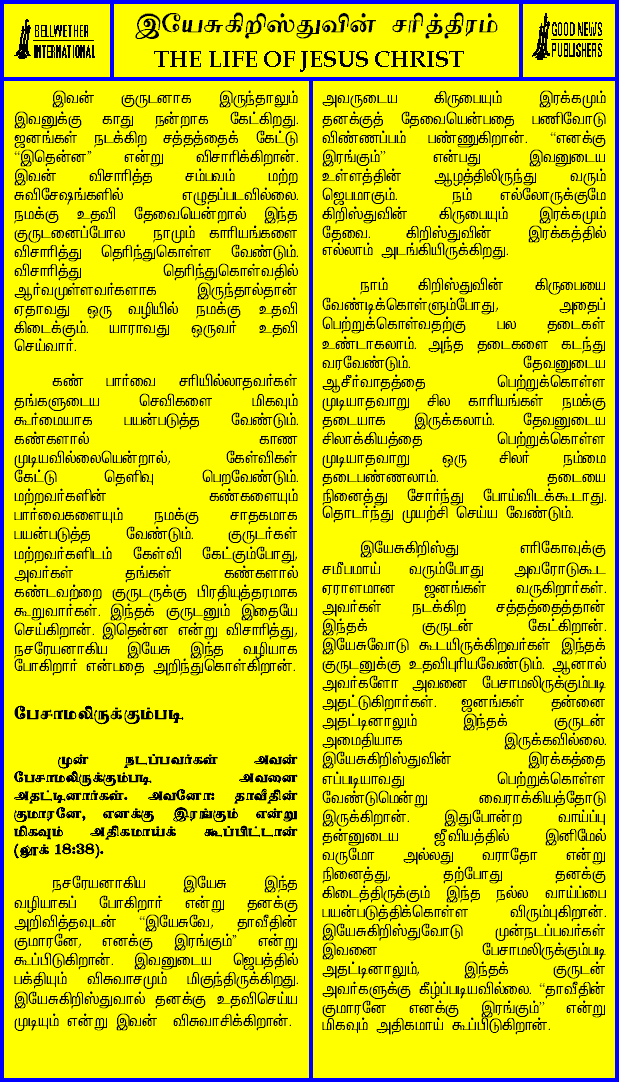 BELLWETHER
INTERNATIONAL
இயேசுகிறிஸ்துவின் சரித்திரம்
THE LIFE OF JESUS CHRIST
GOOD NEWS
PUBLISHERS
இவன் குருடனாக இருந்தாலும்
இவனுக்கு காது நன்றாக கேட்கிறது.
ஜனங்கள் நடக்கிற சத்தத்தைக் கேட்டு
“இதென்ன” என்று விசாரிக்கிறான்.
இவன் விசாரித்த சம்பவம் மற்ற
சுவிசேஷங்களில் எழுதப்படவில்லை.
நமக்கு உதவி தேவையென்றால் இந்த
குருடனைப்போல நாமும் காரியங்களை
விசாரித்து தெரிந்துகொள்ள வேண்டும்.
விசாரித்து தெரிந்துகொள்வதில்
ஆர்வமுள்ளவர்களாக இருந்தால்தான்
ஏதாவது ஒரு வழியில் நமக்கு உதவி
கிடைக்கும். யாராவது ஒருவர் உதவி
செய்வார்.
கண் பார்வை சரியில்லாதவர்கள்
தங்களுடைய செவிகளை மிகவும்
கூர்மையாக பயன்படுத்த வேண்டும்.
கண்களால் காண
முடியவில்லையென்றால், கேள்விகள்
கேட்டு தெளிவு பெறவேண்டும்.
மற்றவர்களின் கண்களையும்
பார்வைகளையும் நமக்கு சாதகமாக
பயன்படுத்த வேண்டும். குருடர்கள்
மற்றவர்களிடம் கேள்வி கேட்கும்போது,
அவர்கள் தங்கள் கண்களால்
கண்டவற்றை குருடருக்கு பிரதியுத்தரமாக
கூறுவார்கள். இந்தக் குருடனும் இதையே
செய்கிறான். இதென்ன என்று விசாரித்து,
நசரேயனாகிய இயேசு இந்த வழியாக
போகிறார் என்பதை அறிந்துகொள்கிறான்.
பேசாமலிருக்கும்படி
முன் நடப்பவர்கள் அவன்
பேசாமலிருக்கும்படி அவனை
அதட்டினார்கள். அவனோ: தாவீதின்
குமாரனே, எனக்கு இரங்கும் என்று
மிகவும் அதிகமாய்க் கூப்பிட்டான்
(லூக் 18:38).
நசரேயனாகிய இயேசு இந்த
வழியாகப் போகிறார் என்று தனக்கு
அறிவித்தவுடன் “இயேசுவே, தாவீதின்
குமாரனே, எனக்கு இரங்கும்” என்று
கூப்பிடுகிறான். இவனுடைய ஜெபத்தில்
பக்தியும் விசுவாசமும் மிகுந்திருக்கிறது.
இயேசுகிறிஸ்துவால் தனக்கு உதவிசெய்ய
முடியும் என்று இவன் விசுவாசிக்கிறான்.
அவருடைய கிருபையும் இரக்கமும்
தனக்குத் தேவையென்பதை பணிவோடு
விண்ணப்பம் பண்ணுகிறான். “எனக்கு
இரங்கும்” என்பது இவனுடைய
உள்ளத்தின் ஆழத்திலிருந்து வரும்
ஜெபமாகும். நம் எல்லோருக்குமே
கிறிஸ்துவின் கிருபையும் இரக்கமும்
தேவை. கிறிஸ்துவின் இரக்கத்தில்
எல்லாம் அடங்கியிருக்கிறது.
நாம் கிறிஸ்துவின் கிருபையை
வேண்டிக்கொள்ளும்போது, அதைப்
பெற்றுக்கொள்வதற்கு பல தடைகள்
உண்டாகலாம். அந்த தடைகளை கடந்து
வரவேண்டும். தேவனுடைய
ஆசீர்வாதத்தை பெற்றுக்கொள்ள
முடியாதவாறு சில காரியங்கள் நமக்கு
தடையாக இருக்கலாம். தேவனுடைய
சிலாக்கியத்தை பெற்றுக்கொள்ள
முடியாதவாறு ஒரு சிலர் நம்மை
தடைபண்ணலாம். தடையை
நினைத்து சோர்ந்து போய்விடக்கூடாது.
தொடர்ந்து முயற்சி செய்ய வேண்டும்.
இயேசுகிறிஸ்து எரிகோவுக்கு
சமீபமாய் வரும்போது அவரோடுகூட
ஏராளமான ஜனங்கள் வருகிறார்கள்.
அவர்கள் நடக்கிற சத்தத்தைத்தான்
இந்தக் குருடன் கேட்கிறான்.
இயேசுவோடு கூடயிருக்கிறவர்கள் இந்தக்
குருடனுக்கு உதவிபுரியவேண்டும். ஆனால்
அவர்களோ அவனை பேசாமலிருக்கும்படி
அதட்டுகிறார்கள். ஜனங்கள் தன்னை
அதட்டினாலும் இந்தக் குருடன்
அமைதியாக இருக்கவில்லை.
இயேசுகிறிஸ்துவின் இரக்கத்தை
எப்படியாவது பெற்றுக்கொள்ள
வேண்டுமென்று வைராக்கியத்தோடு
இருக்கிறான். இதுபோன்ற வாய்ப்பு
தன்னுடைய ஜீவியத்தில் இனிமேல்
வருமோ அல்லது வராதோ என்று
நினைத்து, தற்போது தனக்கு
கிடைத்திருக்கும் இந்த நல்ல வாய்ப்பை
பயன்படுத்திக்கொள்ள விரும்புகிறான்.
இயேசுகிறிஸ்துவோடு முன்நடப்பவர்கள்
இவனை பேசாமலிருக்கும்படி
அதட்டினாலும், இந்தக் குருடன்
அவர்களுக்கு கீழ்ப்படியவில்லை. “தாவீதின்
குமாரனே எனக்கு இரங்கும்” என்று
மிகவும் அதிகமாய் கூப்பிடுகிறான்.